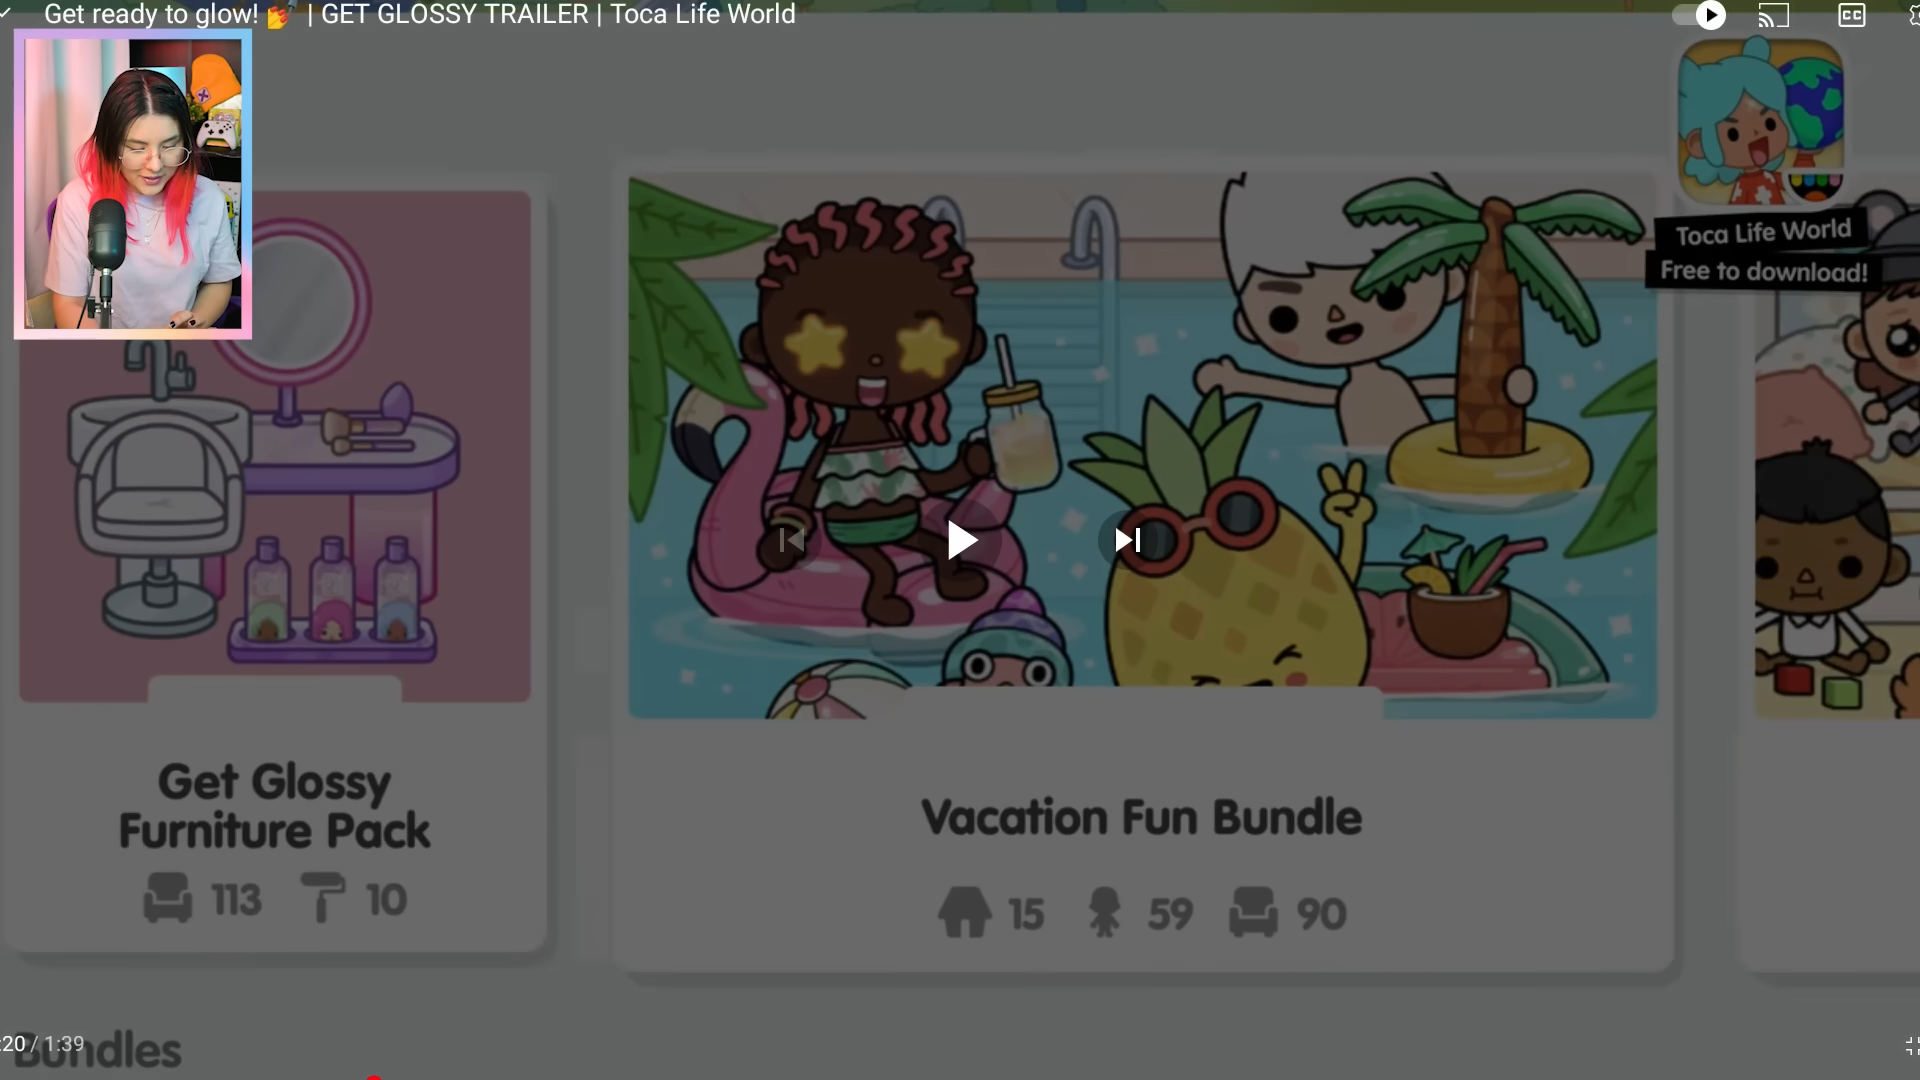 Get ready to glow! 💅 | GET GLOSSY TRAILER | Toca Life World
CC
Toca Life World
Free to download!
Get Glossy
Furniture Pack
113 10
Vacation Fun Bundle
15 59 90
:20 / 1:39
Bundles